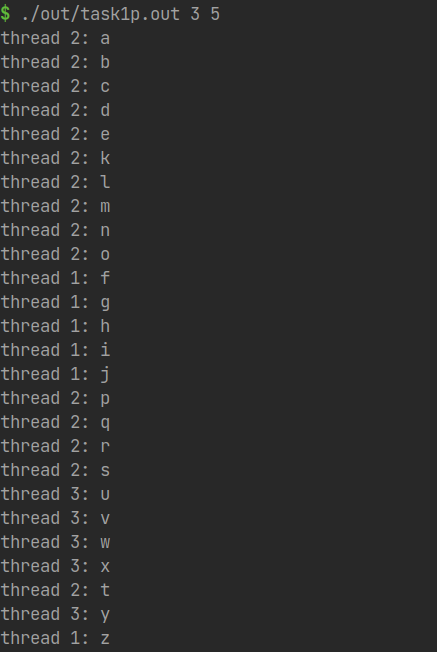 $ ./out/task1p.out 3 5
thread 2: a
thread 2: b
thread 2: c
thread 2: d
thread 2: e
thread 2: k
thread 2: l
thread 2: m
thread 2: n
thread 2: o
thread 1: f
thread 1: g
thread 1: h
thread 1: i
thread 1: j
thread 2: p
thread 2: q
thread 2: r
thread 2: s
thread 3: u
thread 3: v
thread 3: w
thread 3: x
thread 2: t
thread 3: y
thread 1: z